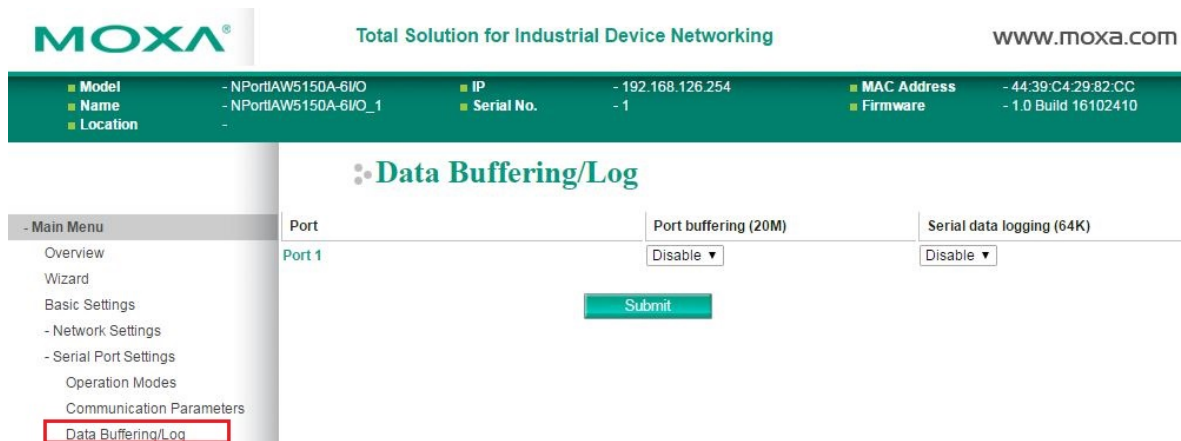 MOXA®
Total Solution for Industrial Device Networking
www.moxa.com
Model - NPortIAW5150A-6I/O IP - 192.168.126.254 MAC Address - 44:39:C4:29:82:CC
Name - NPortIAW5150A-6I/O_1 Serial No. - 1 Firmware - 1.0 Build 16102410
Location -
Data Buffering/Log
- Main Menu
Overview
Wizard
Basic Settings
- Network Settings
- Serial Port Settings
Operation Modes
Communication Parameters
Data Buffering/Log
Port Port buffering (20M) Serial data logging (64K)
Port 1 Disable ▼ Disable ▼
Submit